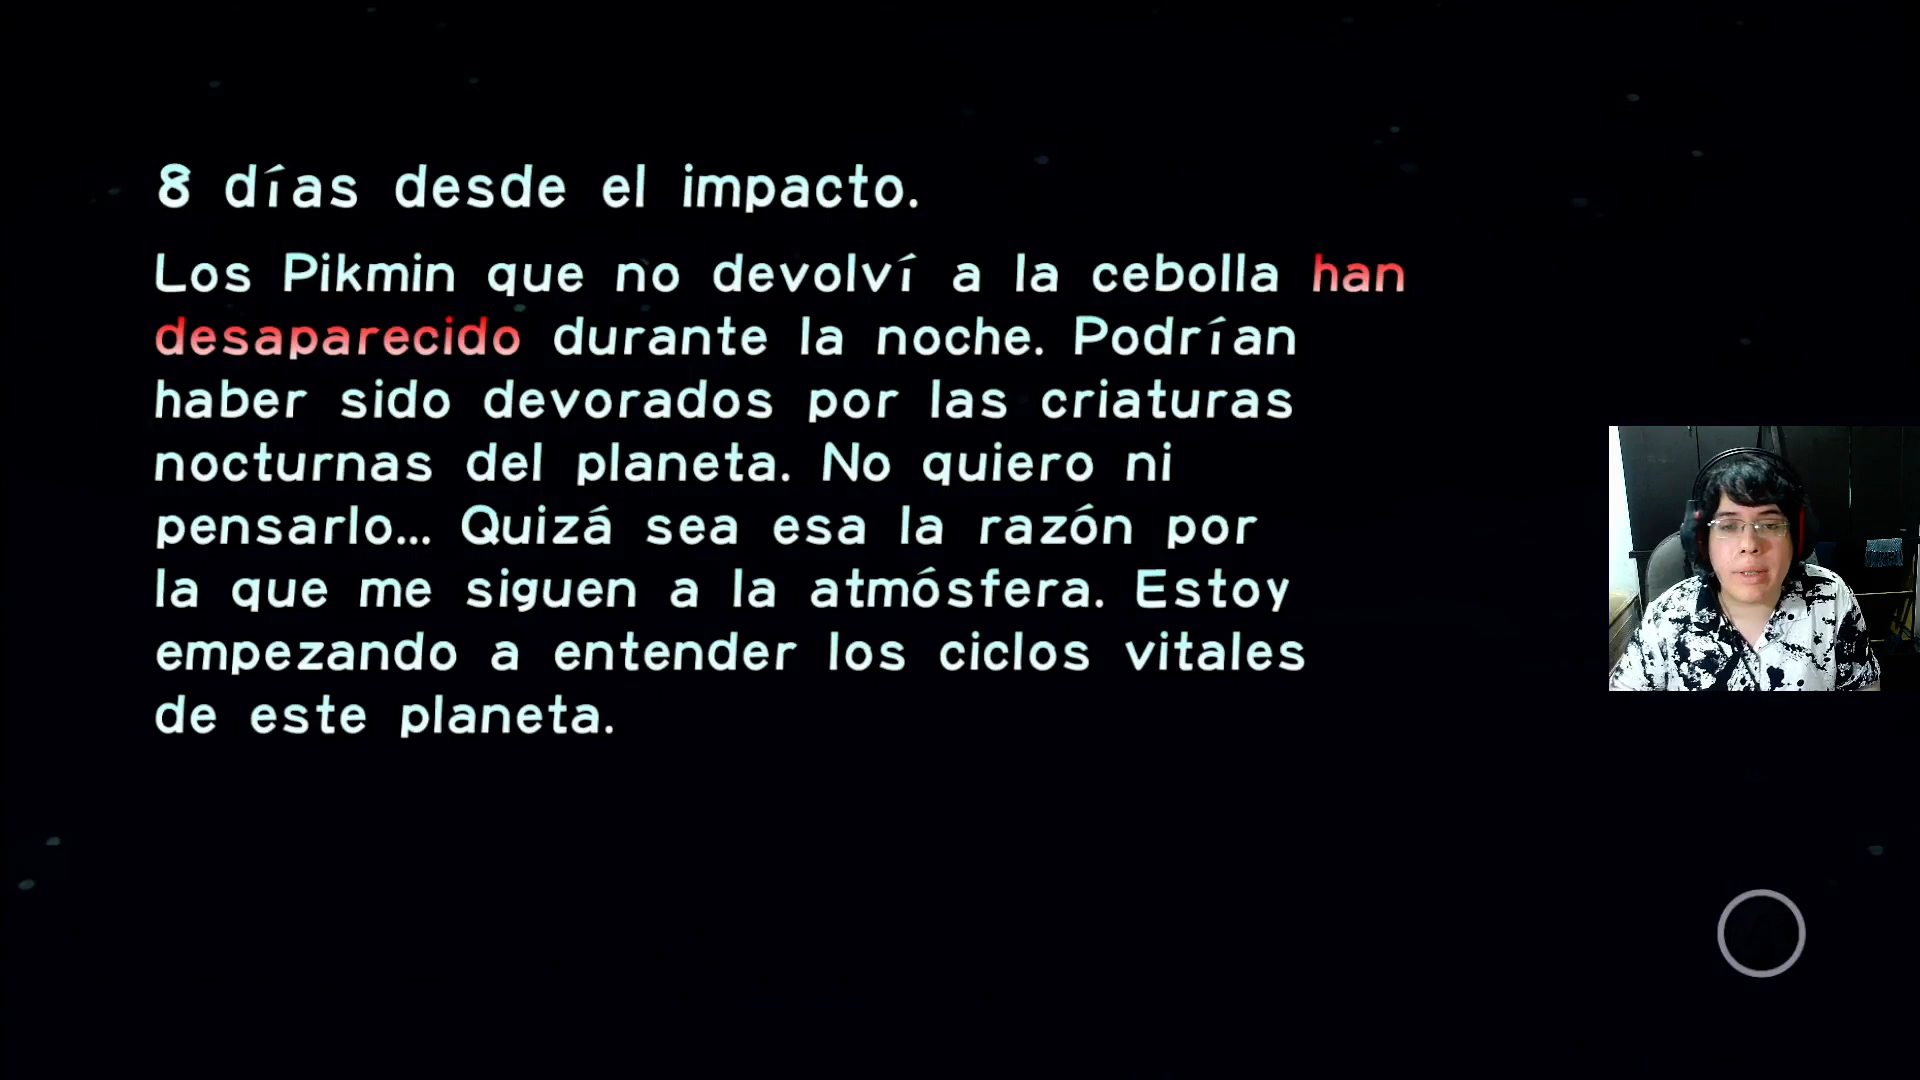 8 días desde el impacto.
Los Pikmin que no devolví a la cebolla han
desaparecido durante la noche. Podrían
haber sido devorados por las criaturas
nocturnas del planeta. No quiero ni
pensarlo... Quizá sea esa la razón por
la que me siguen a la atmósfera. Estoy
empezando a entender los ciclos vitales
de este planeta.